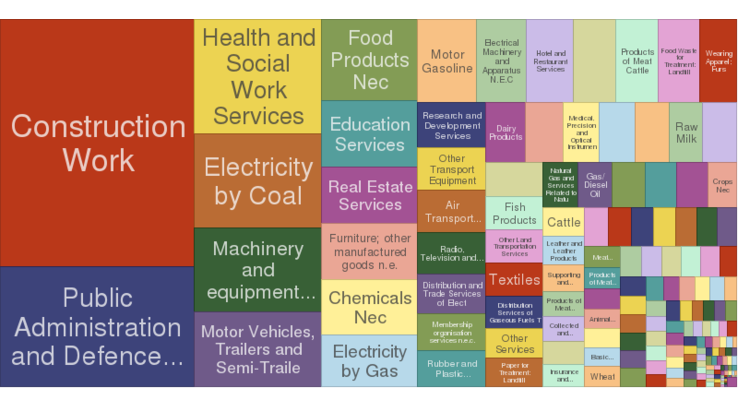 Construction
Work
Public
Administration
and Defence...
Health and
Social
Work
Services
Electricity
by Coal
Machinery
and
equipment...
Motor Vehicles,
Trailers and
Semi-Traile
Food
Products
Nec
Education
Services
Real Estate
Services
Furniture; other
manufactured
goods n.e.
Chemicals
Nec
Electricity
by Gas
Motor
Gasoline
Research and
Development
Services
Other
Transport
Equipment
Air
Transport...
Radio,
Television and...
Distribution and
Trade Services
of Elect
Membership
organisation
services n.e.c.
Rubber and
Plastic...
Electrical
Machinery
and
Apparatus
N.E.C
Hotel and
Restaurant
Services
Products
of Meat
Cattle
Food Waste
for
Treatment:
Landfill
Wearing
Apparel;
Furs
Dairy
Products
Medical,
Precision
and
Optical
Instrumen
Raw
Milk
Fish
Products
Other Land
Transportation
Services
Textiles
Distribution
Services of
Gaseous Fuels T
Other
Services
Paper for
Treatment:
Landfill
Natural
Gas and
Services
Related to
Natu
Gas/
Diesel
Oil
Crops
Nec
Cattle
Leather and
Leather
Products
Supporting
and...
Products of
Meat...
Collected
and...
Insurance
and...
Meat...
Products
of Meat...
Animal...
Basic...
Wheat